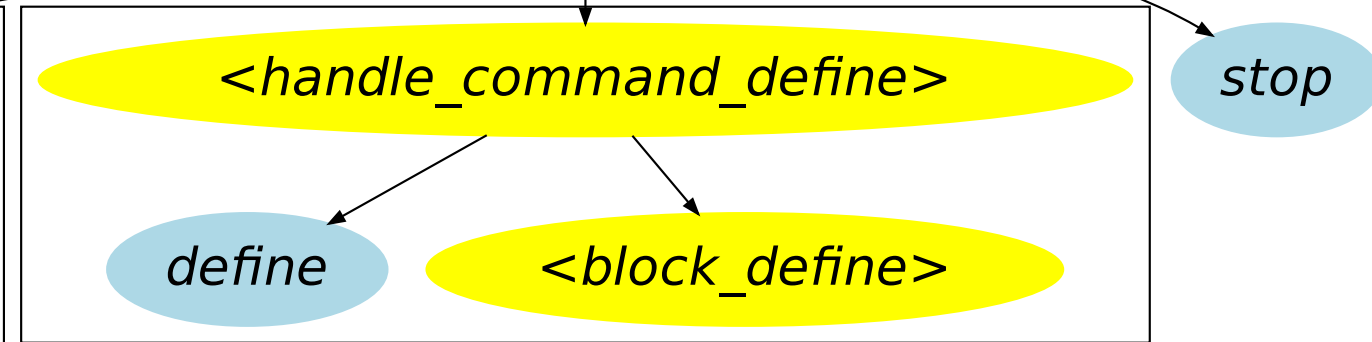 <handle_command_define>
stop
define
<block_define>